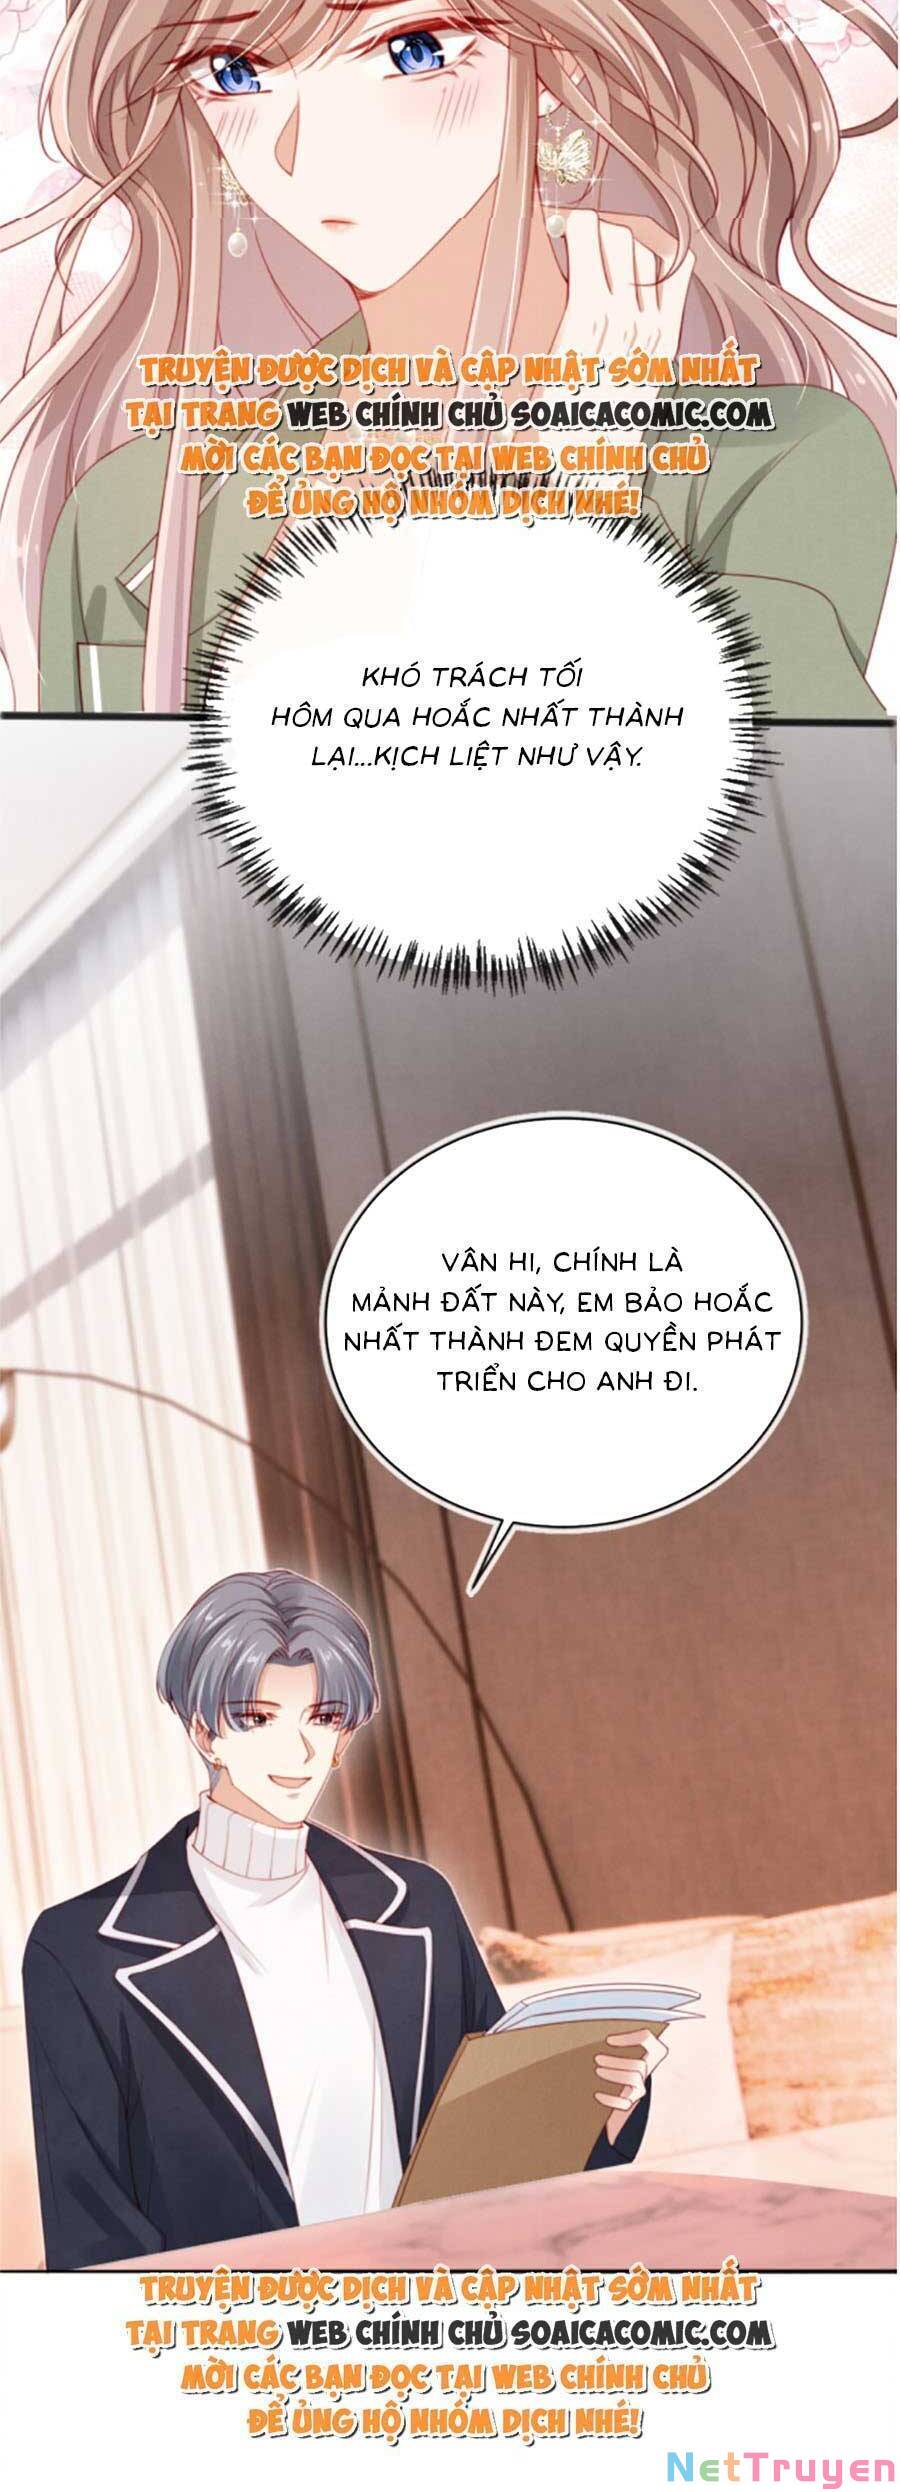 TRUYỆN ĐƯỢC DỊCH VÀ CẬP NHẬT SỚM NHẤT
TẠI TRANG WEB CHÍNH CHỦ SOAICACOMIC.COM
MỜI CÁC BẠN ĐỌC TẠI WEB CHÍNH CHỦ
ĐỂ ỦNG HỘ NHÓM DỊCH NHÉ!
KHÓ TRÁCH TỐI
HÔM QUA HOẮC NHẤT THÀNH
LẠI...KỊCH LIỆT NHƯ VẬY.
VÂN HI, CHÍNH LÀ
MẢNH ĐẤT NÀY, EM BẢO HOẮC
NHẤT THÀNH ĐEM QUYỀN PHÁT
TRIỂN CHO ANH ĐI.
TRUYỆN ĐƯỢC DỊCH VÀ CẬP NHẬT SỚM NHẤT
TẠI TRANG WEB CHÍNH CHỦ SOAICACOMIC.COM
MỜI CÁC BẠN ĐỌC TẠI WEB CHÍNH CHỦ
ĐỂ ỦNG HỘ NHÓM DỊCH NHÉ!
NetTruyen